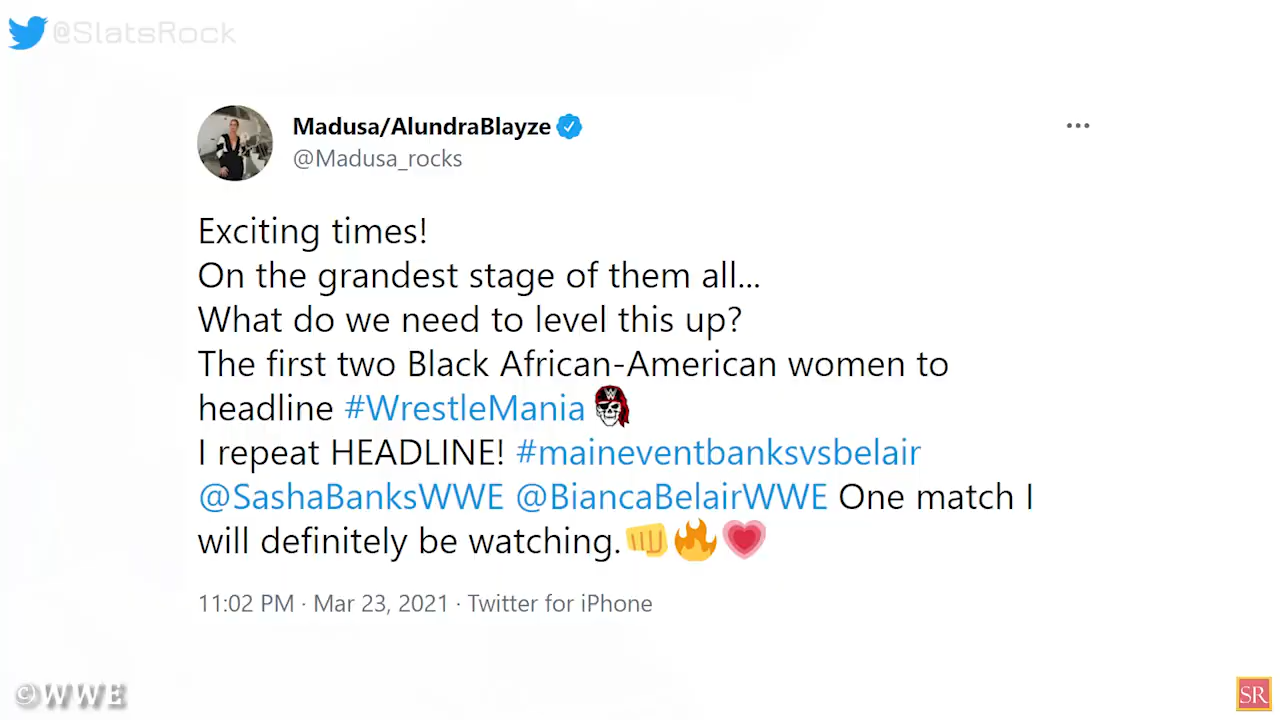 @SlatsRock
Madusa/AlundraBlayze
@Madusa_rocks
Exciting times!
On the grandest stage of them all...
What do we need to level this up?
The first two Black African-American women to
headline #WrestleMania
I repeat HEADLINE! #maineventbanksvsbelair
@SashaBanksWWE @BiancaBelairWWE One match I
will definitely be watching.👊🔥💗
11:02 PM · Mar 23, 2021 · Twitter for iPhone
©WWE
SR